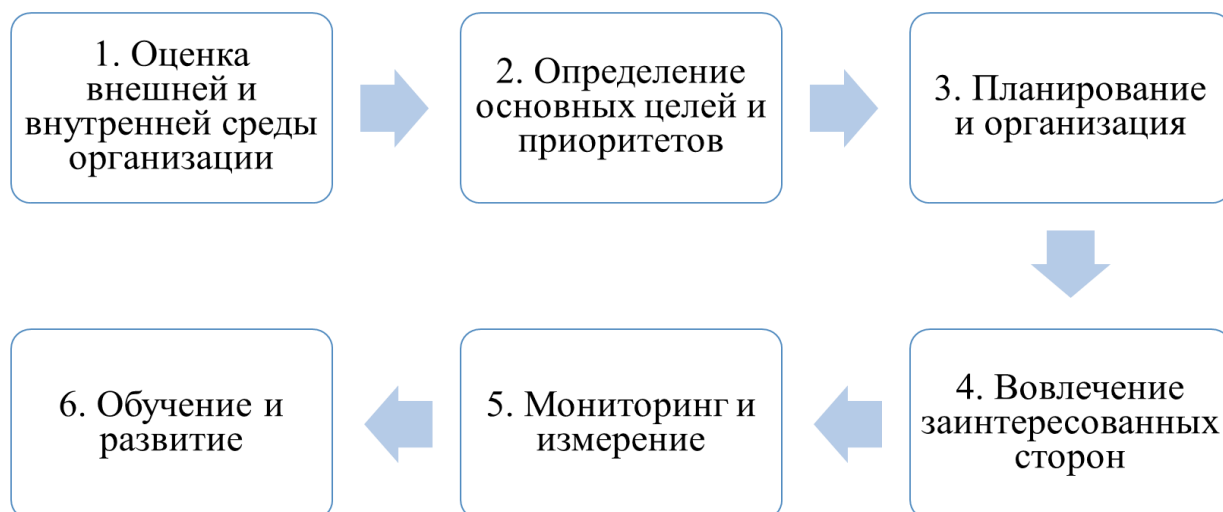 1. Оценка
внешней и
внутренней среды
организации
2. Определение
основных целей и
приоритетов
3. Планирование
и организация
4. Вовлечение
заинтересованных
сторон
5. Мониторинг и
измерение
6. Обучение и
развитие